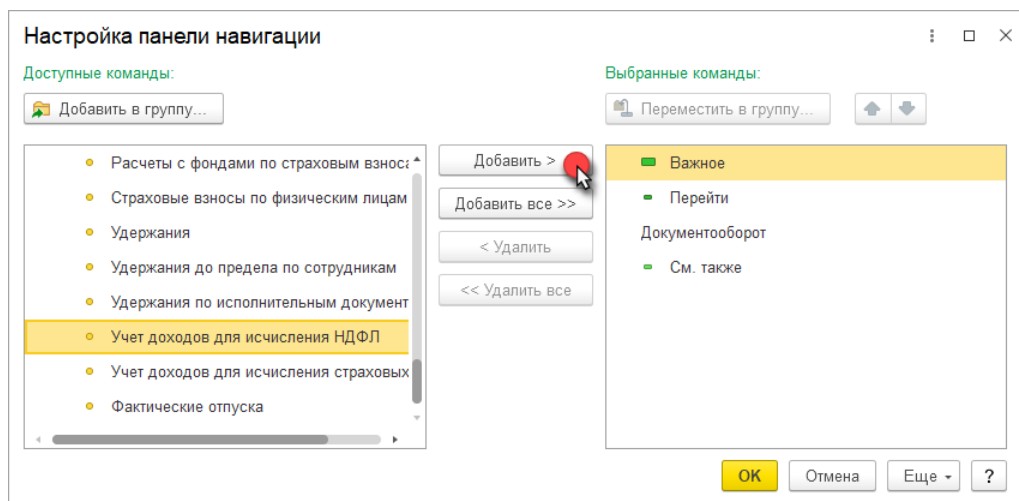 Настройка панели навигации
Доступные команды:
Выбранные команды:
Добавить в группу...
Переместить в группу...
Расчеты с фондами по страховым взноса
Страховые взносы по физическим лицам
Удержания
Удержания до предела по сотрудникам
Удержания по исполнительным документ
Учет доходов для исчисления НДФЛ
Учет доходов для исчисления страховых
Фактические отпуска
Добавить >
Добавить все >>
< Удалить
<< Удалить все
Важное
Перейти
Документооборот
См. также
ОК
Отмена
Еще
?